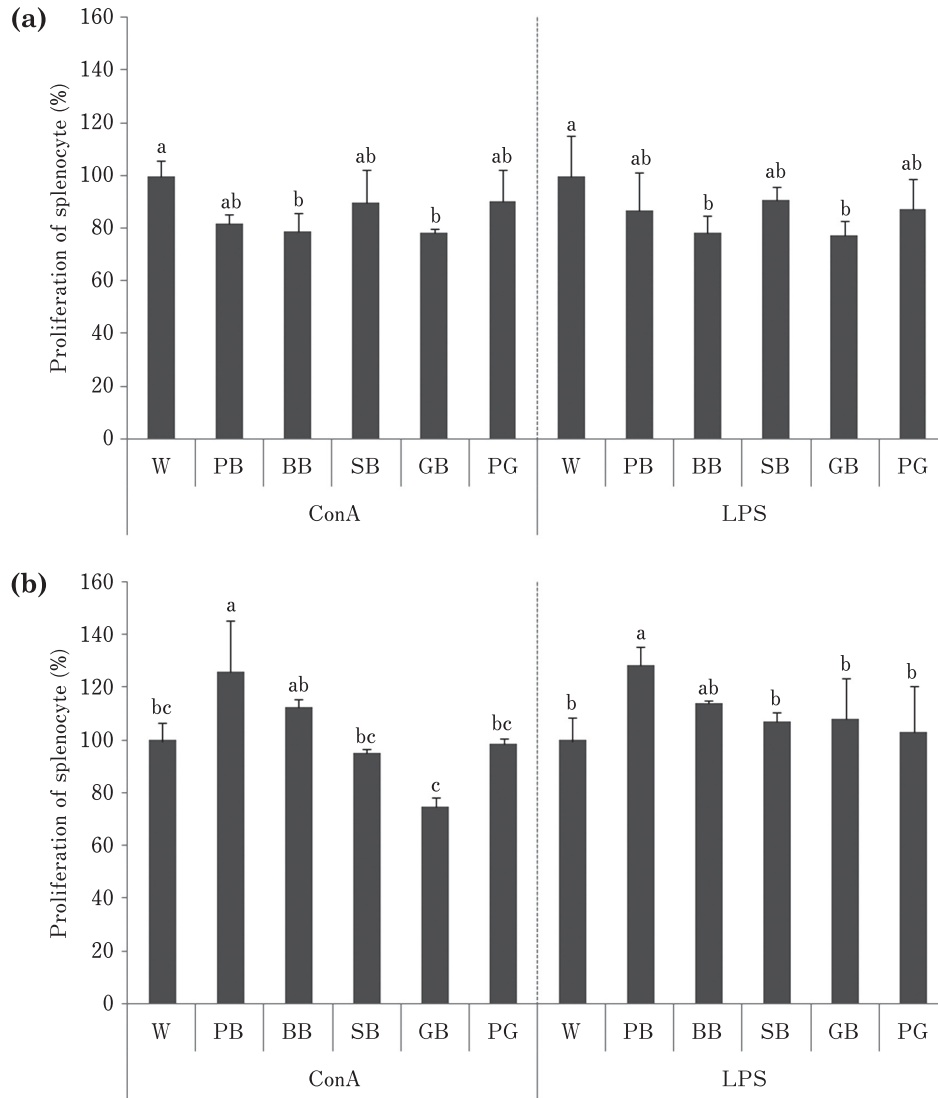 (a)
Proliferation of splenocyte (%)
160
140
120
100
80
60
40
20
0
a ab b ab b ab a ab b ab b ab
W PB BB SB GB PG W PB BB SB GB PG
ConA LPS
(b)
Proliferation of splenocyte (%)
160
140
120
100
80
60
40
20
0
bc a ab bc c bc b a ab b b b
W PB BB SB GB PG W PB BB SB GB PG
ConA LPS